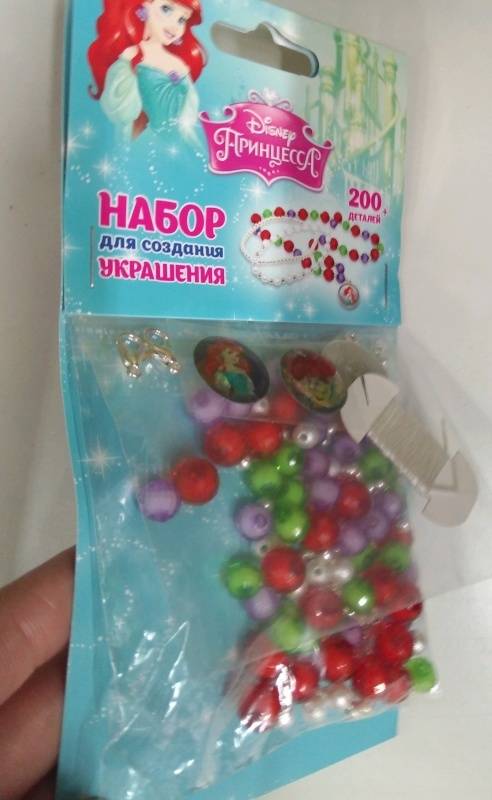 Disney
ПРИНЦЕССА
НАБОР
для создания
УКРАШЕНИЯ
200+
ДЕТАЛЕЙ